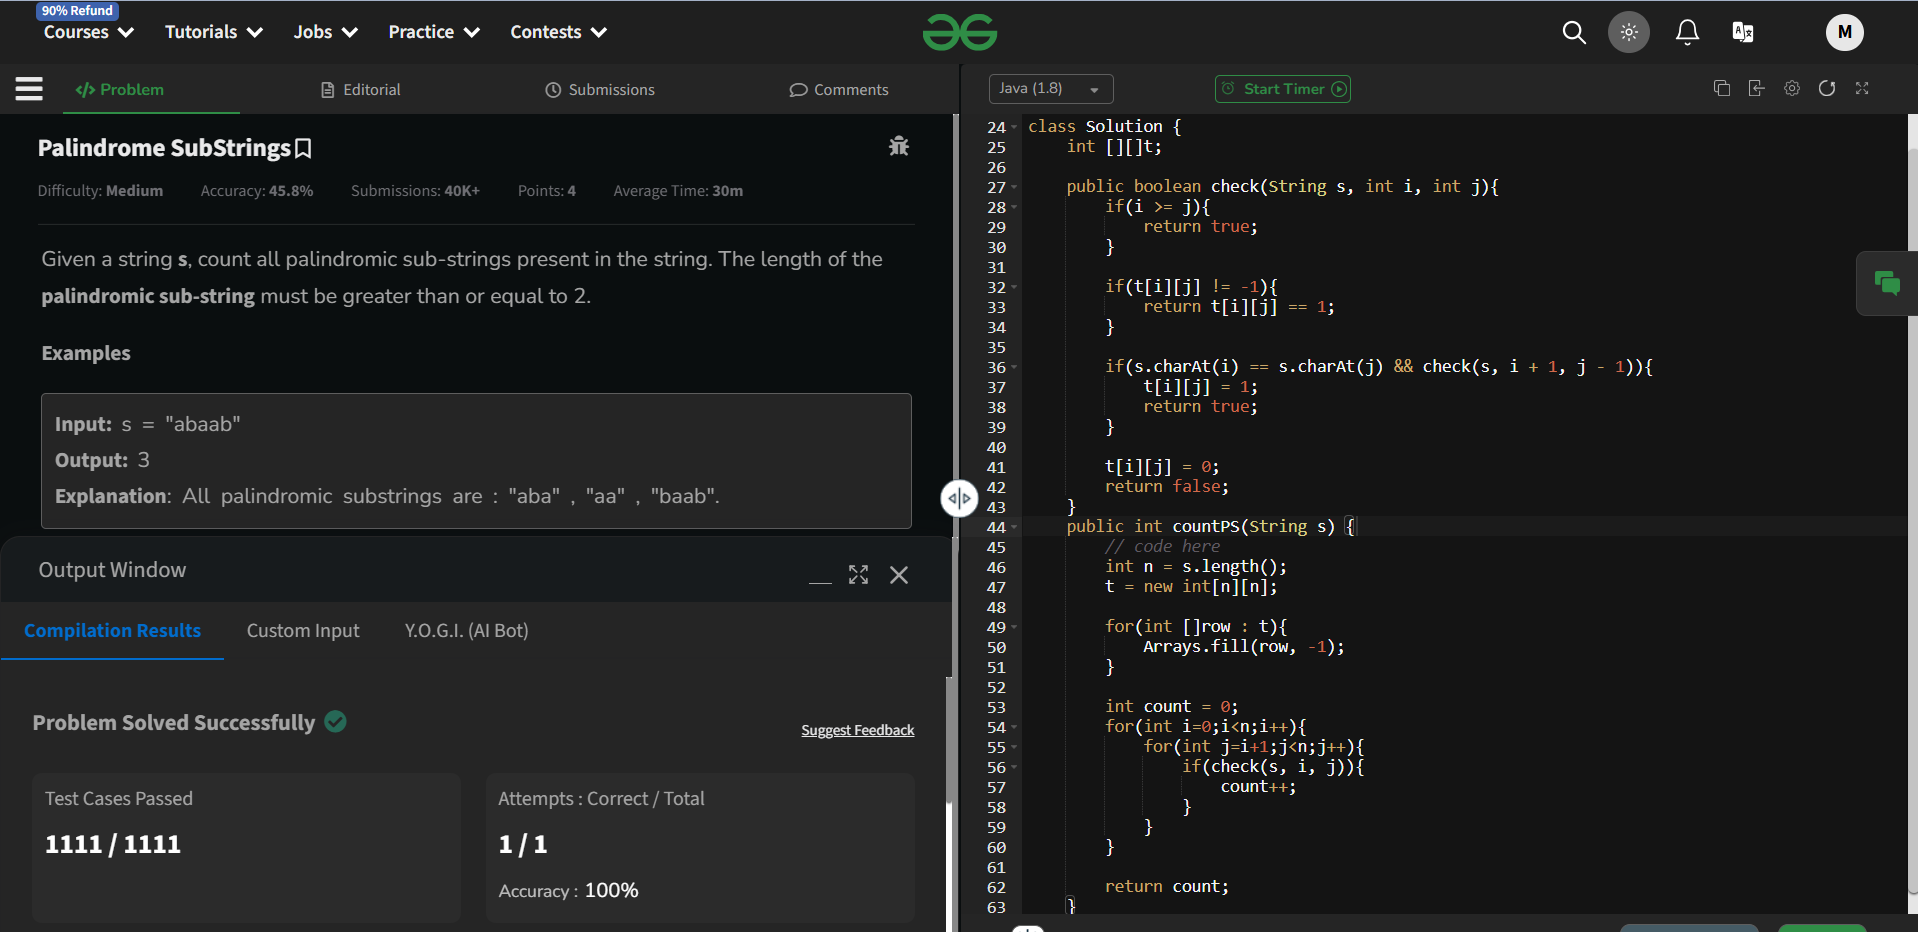 90% Refund
Courses Tutorials Jobs Practice Contests
M
Problem Editorial Submissions Comments
Palindrome SubStrings
Difficulty: Medium Accuracy: 45.8% Submissions: 40K+ Points: 4 Average Time: 30m
Given a string s, count all palindromic sub-strings present in the string. The length of the
palindromic sub-string must be greater than or equal to 2.
Examples
Input: s = "abaab"
Output: 3
Explanation: All palindromic substrings are : "aba" , "aa" , "baab".
Output Window
Compilation Results Custom Input Y.O.G.I. (AI Bot)
Problem Solved Successfully
Suggest Feedback
Test Cases Passed
1111 / 1111
Attempts : Correct / Total
1 / 1
Accuracy : 100%
Java (1.8) Start Timer
24 class Solution {
25 int [][]t;
26
27 public boolean check(String s, int i, int j){
28 if(i >= j){
29 return true;
30 }
31
32 if(t[i][j] != -1){
33 return t[i][j] == 1;
34 }
35
36 if(s.charAt(i) == s.charAt(j) && check(s, i + 1, j - 1)){
37 t[i][j] = 1;
38 return true;
39 }
40
41 t[i][j] = 0;
42 return false;
43 }
44 public int countPS(String s) {
45 // code here
46 int n = s.length();
47 t = new int[n][n];
48
49 for(int []row : t){
50 Arrays.fill(row, -1);
51 }
52
53 int count = 0;
54 for(int i=0;i<n;i++){
55 for(int j=i+1;j<n;j++){
56 if(check(s, i, j)){
57 count++;
58 }
59 }
60 }
61
62 return count;
63 }